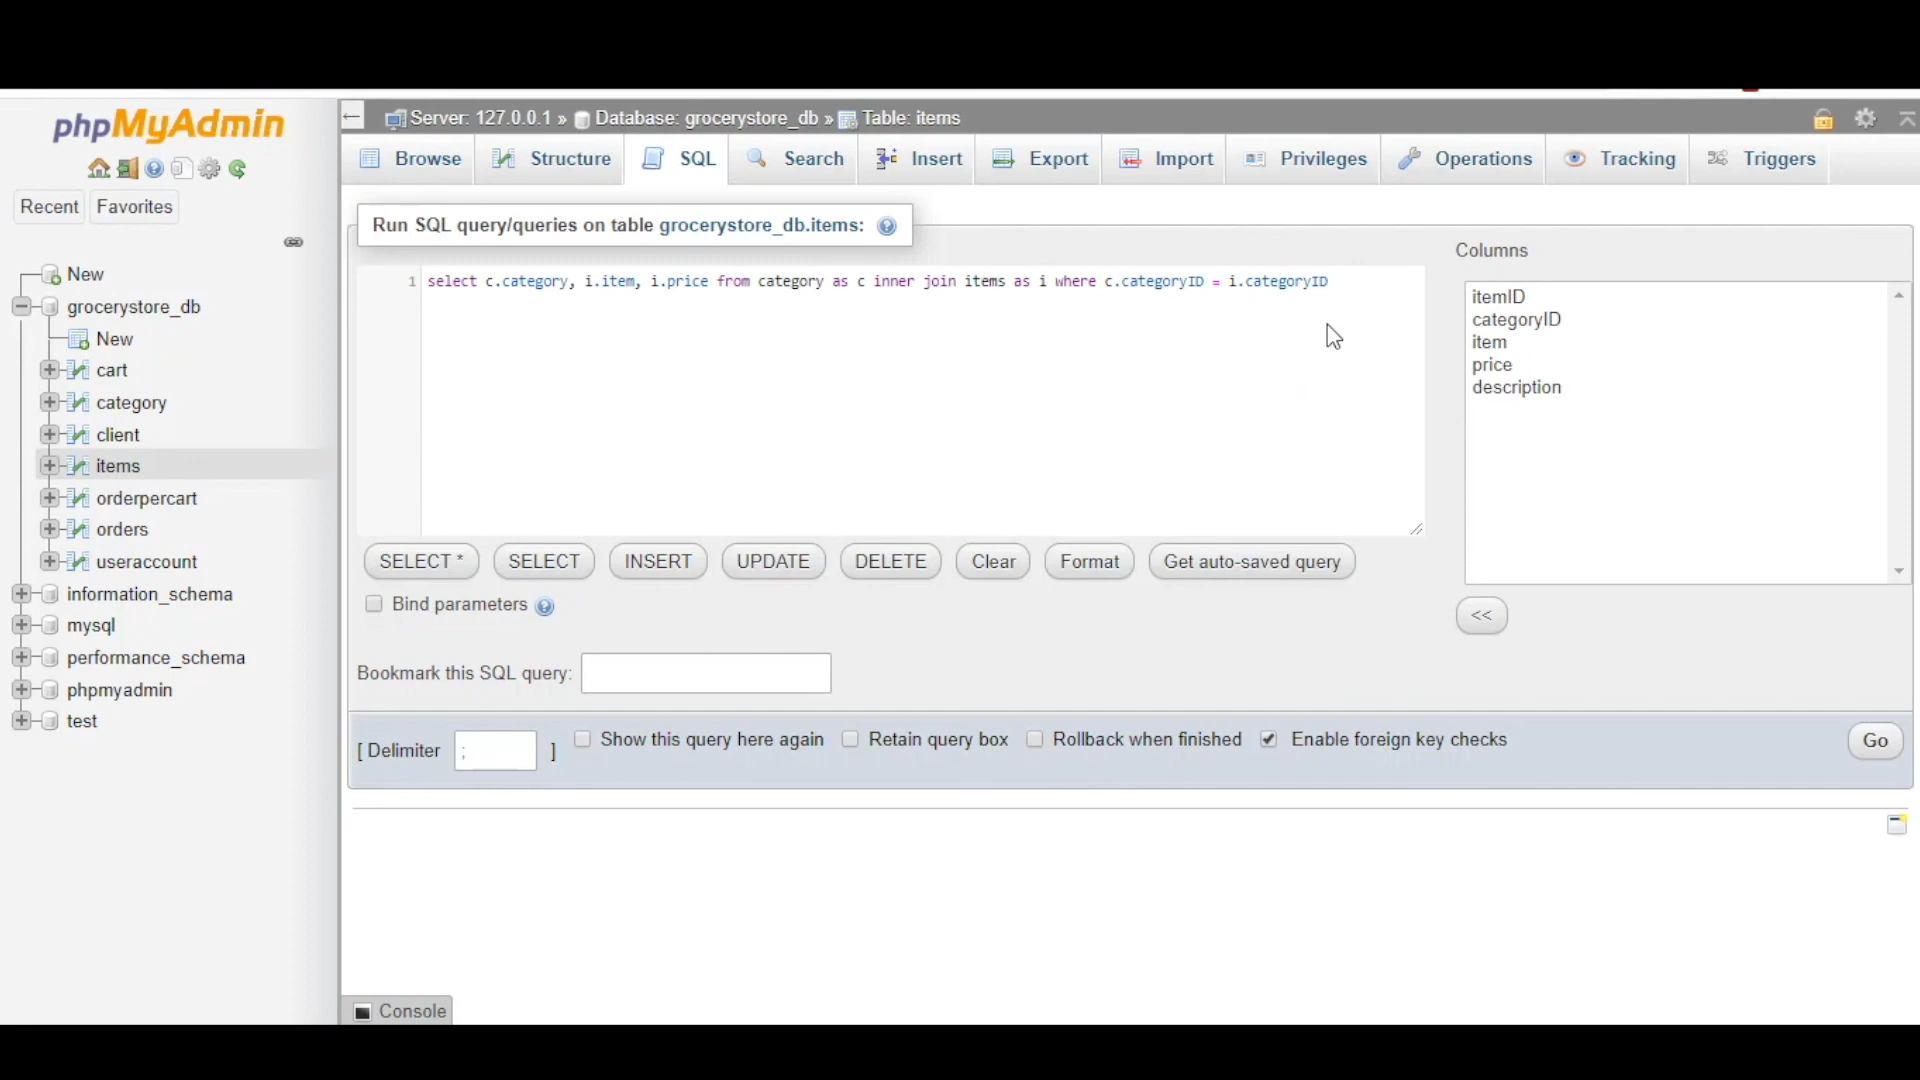 phpMyAdmin
Recent Favorites
New
grocerystore_db
New
cart
category
client
items
orderpercart
orders
useraccount
information_schema
mysql
performance_schema
phpmyadmin
test
Server: 127.0.0.1 » Database: grocerystore_db » Table: items
Browse Structure SQL Search Insert Export Import Privileges Operations Tracking Triggers
Run SQL query/queries on table grocerystore_db.items:
1 select c.category, i.item, i.price from category as c inner join items as i where c.categoryID = i.categoryID
Columns
itemID
categoryID
item
price
description
SELECT * SELECT INSERT UPDATE DELETE Clear Format Get auto-saved query
<<
Bind parameters
Bookmark this SQL query:
[ Delimiter ; ] Show this query here again Retain query box Rollback when finished Enable foreign key checks Go
Console